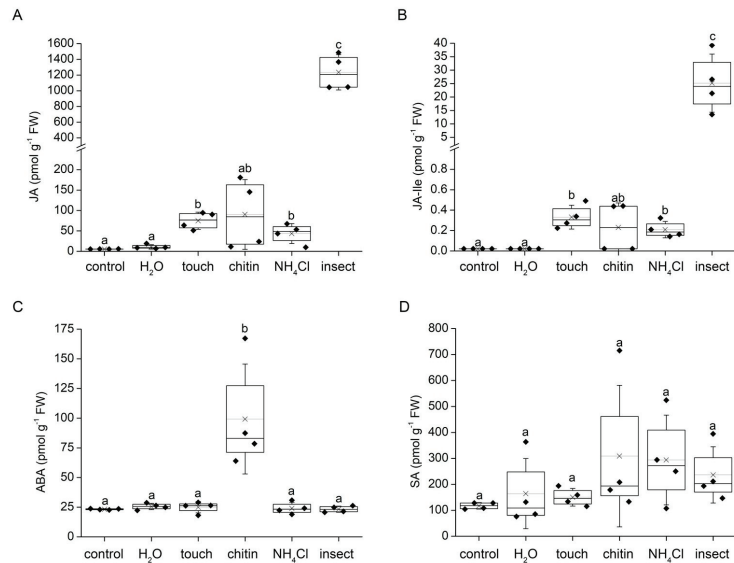 A
JA (pmol g⁻¹ FW)
1600
1400
1200
1000
800
600
400
200
150
100
50
0
a a b ab b c
control H₂O touch chitin NH₄Cl insect
B
JA-Ile (pmol g⁻¹ FW)
40
35
30
25
20
15
10
5
0.8
0.6
0.4
0.2
0.0
a a b ab b c
control H₂O touch chitin NH₄Cl insect
C
ABA (pmol g⁻¹ FW)
175
150
125
100
75
50
25
0
a a a b a a
control H₂O touch chitin NH₄Cl insect
D
SA (pmol g⁻¹ FW)
800
700
600
500
400
300
200
100
0
a a a a a a
control H₂O touch chitin NH₄Cl insect